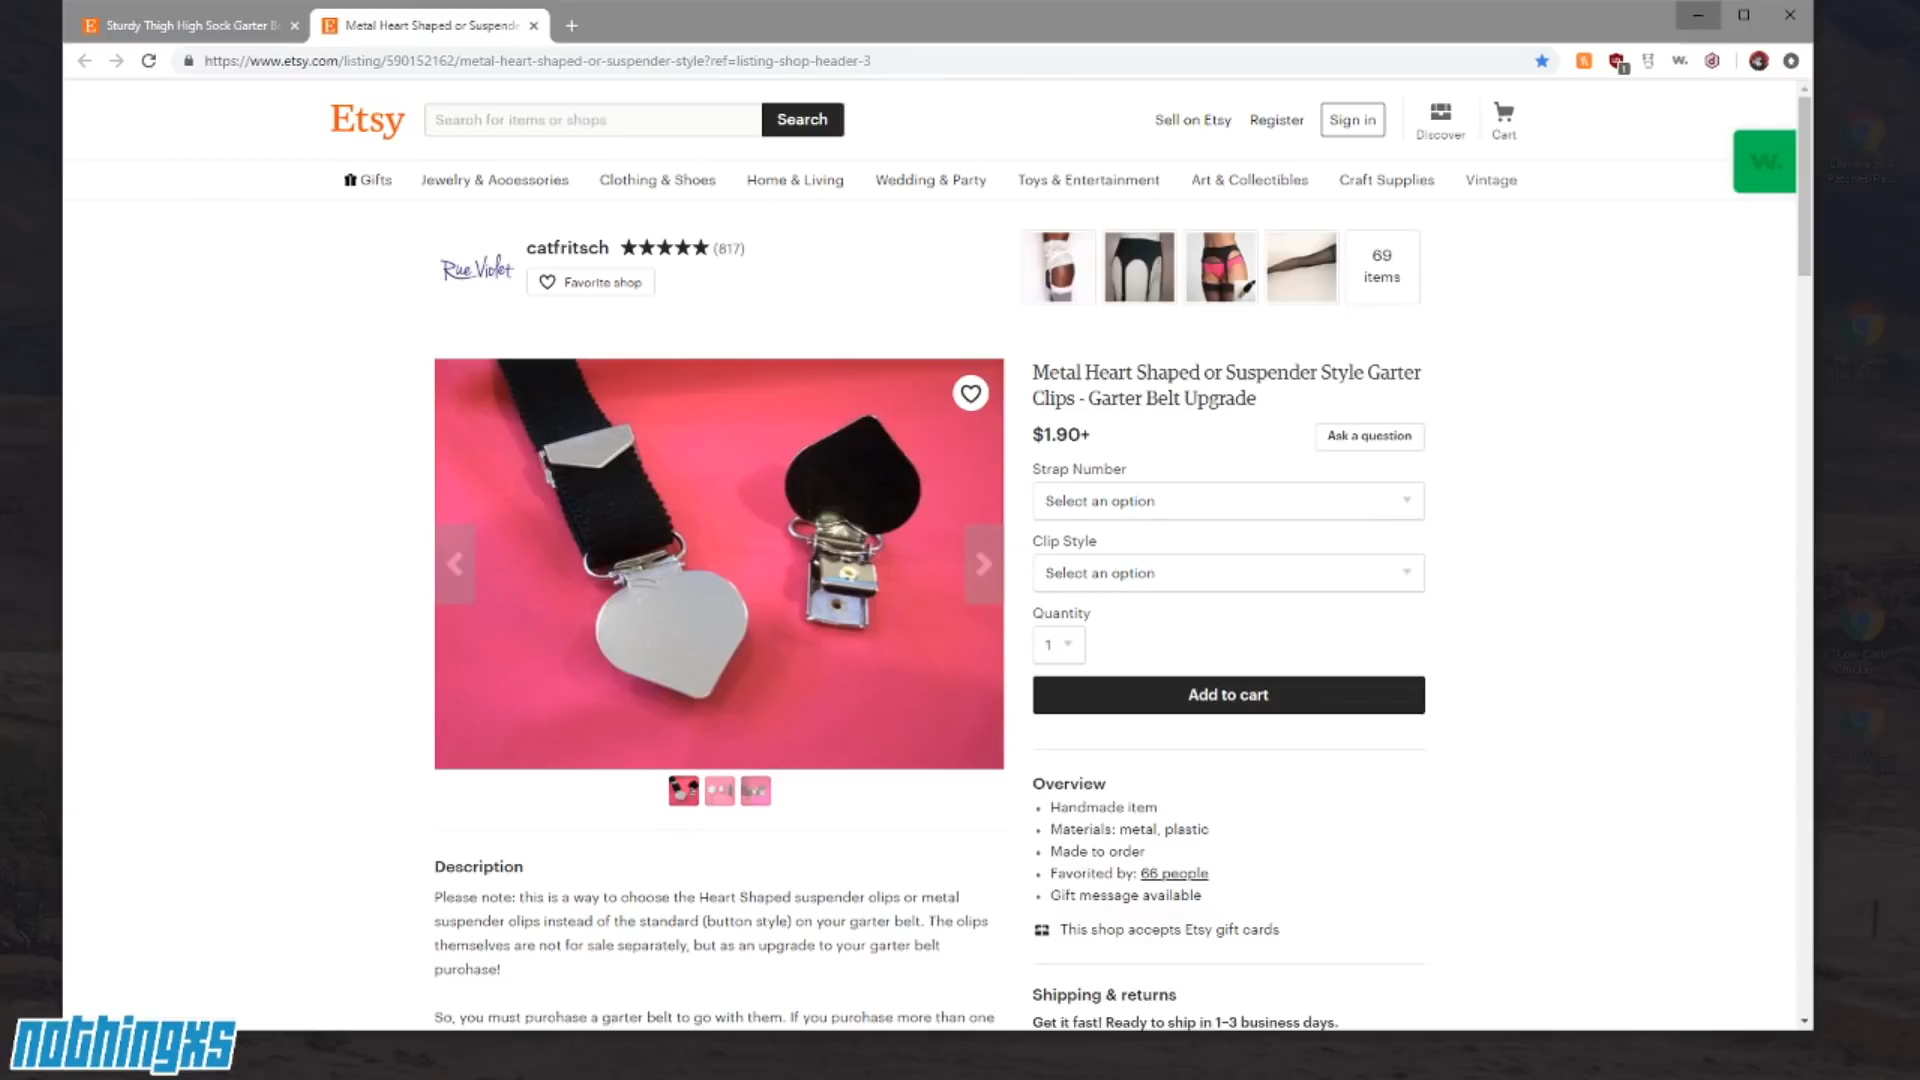 Sturdy Thigh High Sock Garter B
Metal Heart Shaped or Suspende
https://www.etsy.com/listing/590152162/metal-heart-shaped-or-suspender-style?ref=listing-shop-header-3
1
w.
Etsy
Search for items or shops
Search
Sell on Etsy
Register
Sign in
Discover
Cart
w.
Gifts
Jewelry & Accessories
Clothing & Shoes
Home & Living
Wedding & Party
Toys & Entertainment
Art & Collectibles
Craft Supplies
Vintage
Rue Violet
catfritsch
(817)
Favorite shop
69
items
Metal Heart Shaped or Suspender Style Garter
Clips - Garter Belt Upgrade
$1.90+
Ask a question
Strap Number
Select an option
Clip Style
Select an option
Quantity
1
Add to cart
Overview
Handmade item
Materials: metal, plastic
Made to order
Favorited by: 66 people
Gift message available
This shop accepts Etsy gift cards
Shipping & returns
Get it fast! Ready to ship in 1-3 business days.
Description
Please note: this is a way to choose the Heart Shaped suspender clips or metal
suspender clips instead of the standard (button style) on your garter belt. The clips
themselves are not for sale separately, but as an upgrade to your garter belt
purchase!
So, you must purchase a garter belt to go with them. If you purchase more than one
nothingxs